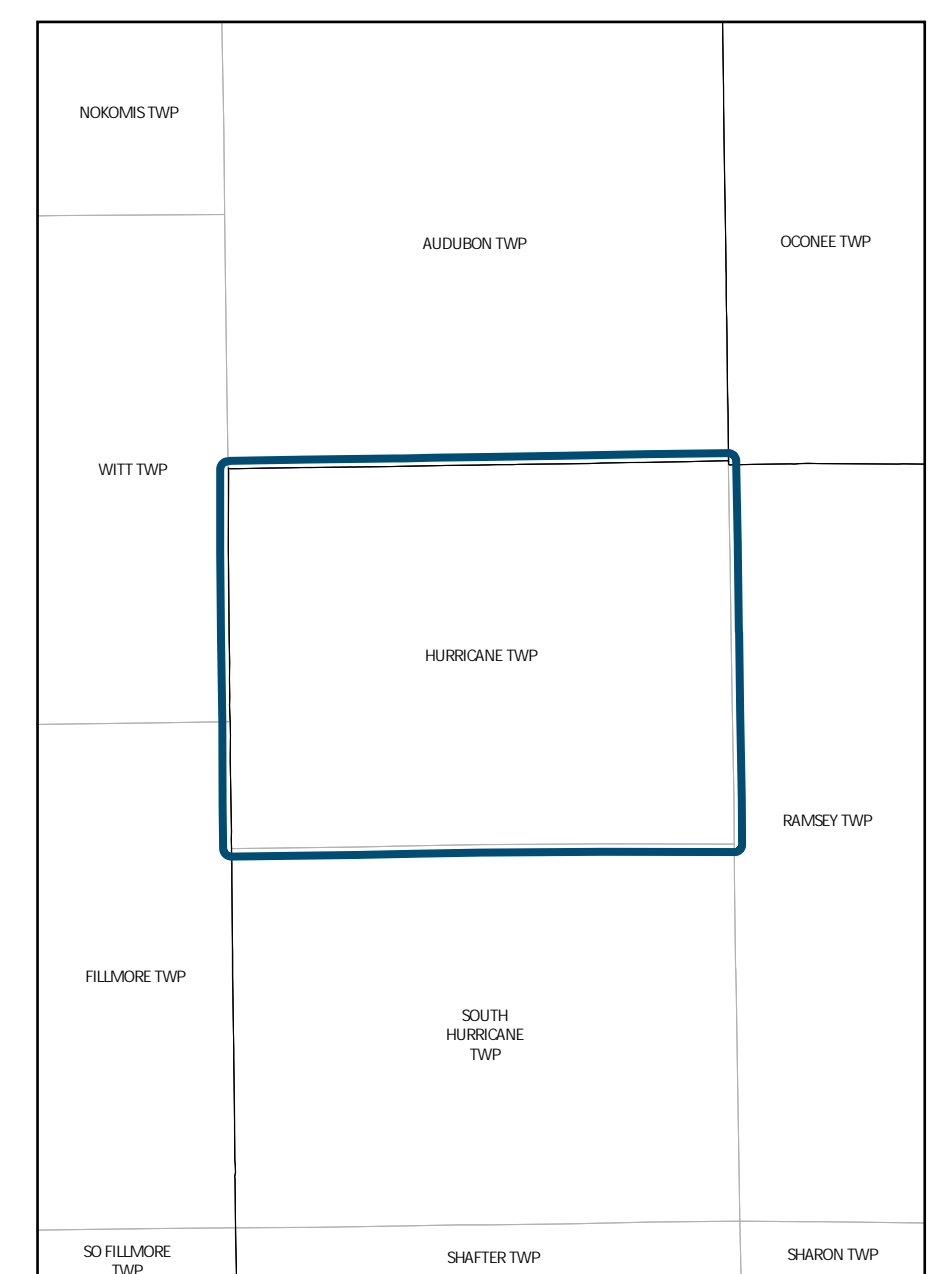 NOKOMIS TWP
AUDUBON TWP
OCONEE TWP
WITT TWP
HURRICANE TWP
RAMSEY TWP
FILLMORE TWP
SOUTH
HURRICANE
TWP
SO FILLMORE
TWP
SHAFTER TWP
SHARON TWP